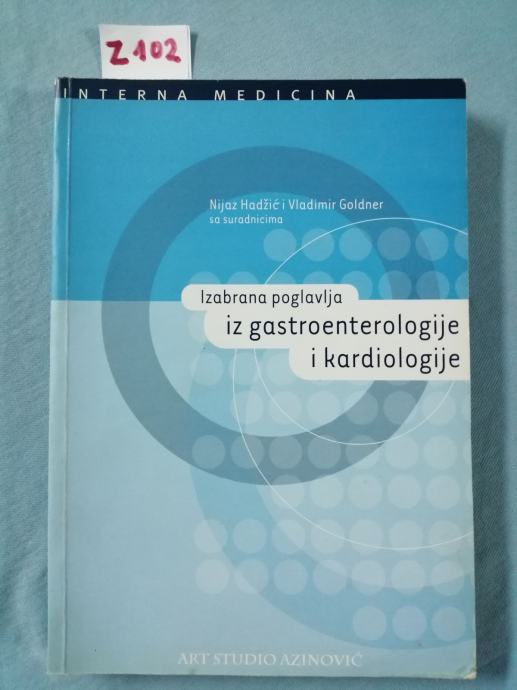 Z 102
INTERNA MEDICINA
Nijaz Hadžić i Vladimir Goldner
sa suradnicima
Izabrana poglavlja
iz gastroenterologije
i kardiologije
ART STUDIO AZINOVIĆ